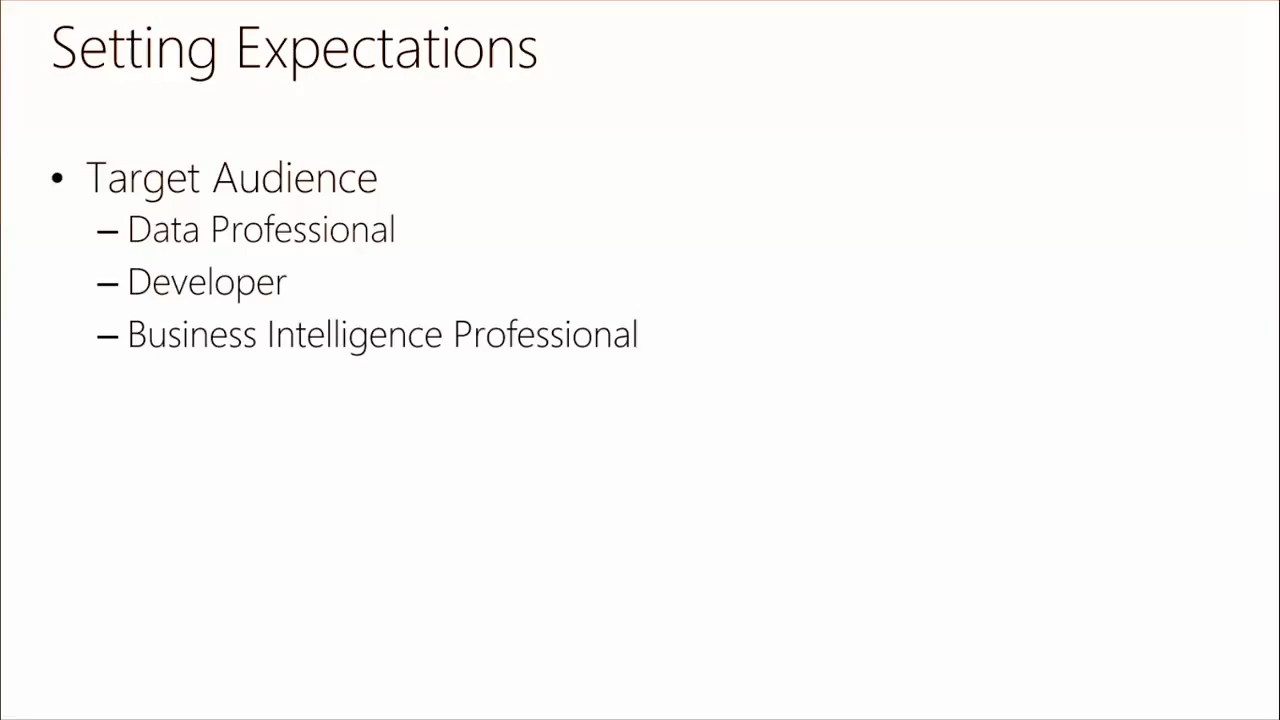 Setting Expectations
• Target Audience
– Data Professional
– Developer
– Business Intelligence Professional